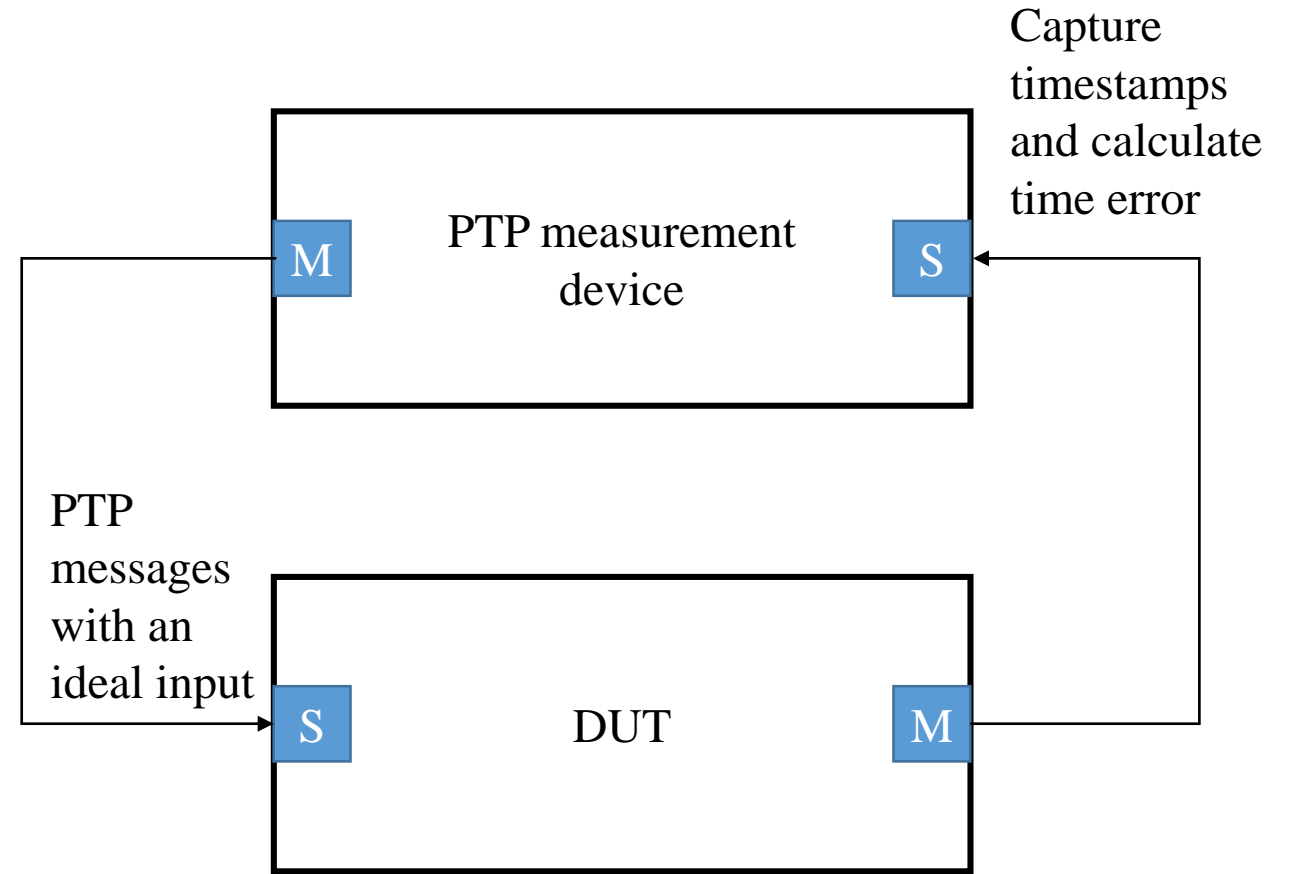 Capture
timestamps
and calculate
time error
M
PTP measurement
device
S
PTP
messages
with an
ideal input
S
DUT
M